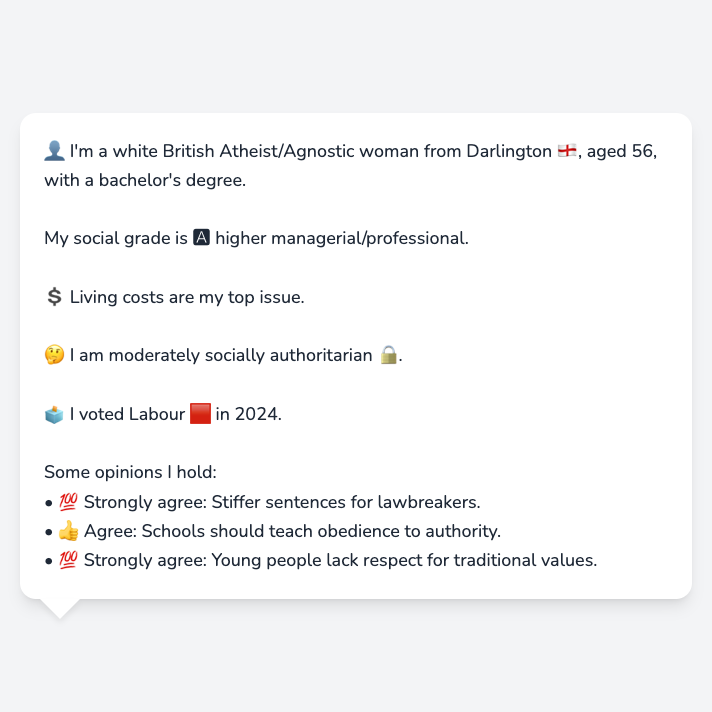 👤 I'm a white British Atheist/Agnostic woman from Darlington 🏴󠁧󠁢󠁥󠁮󠁧󠁿, aged 56,
with a bachelor's degree.
My social grade is 🅰 higher managerial/professional.
💲 Living costs are my top issue.
🤔 I am moderately socially authoritarian 🔒.
🗳 I voted Labour 🟥 in 2024.
Some opinions I hold:
• 💯 Strongly agree: Stiffer sentences for lawbreakers.
• 👍 Agree: Schools should teach obedience to authority.
• 💯 Strongly agree: Young people lack respect for traditional values.